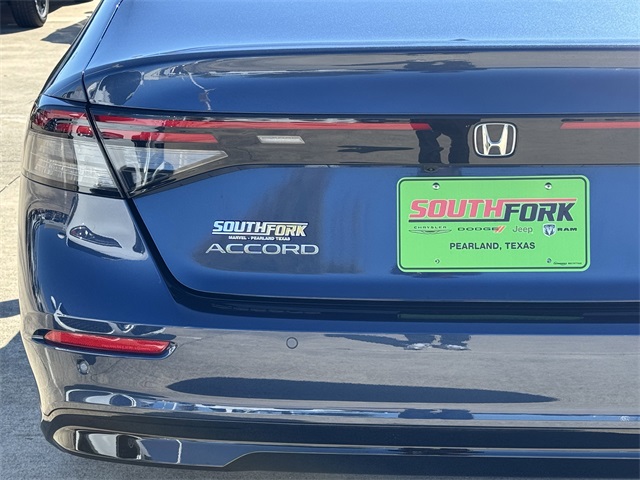 SOUTHFORK
MANVEL - PEARLAND, TEXAS
ACCORD
SOUTHFORK
CHRYSLER DODGE Jeep RAM
PEARLAND, TEXAS